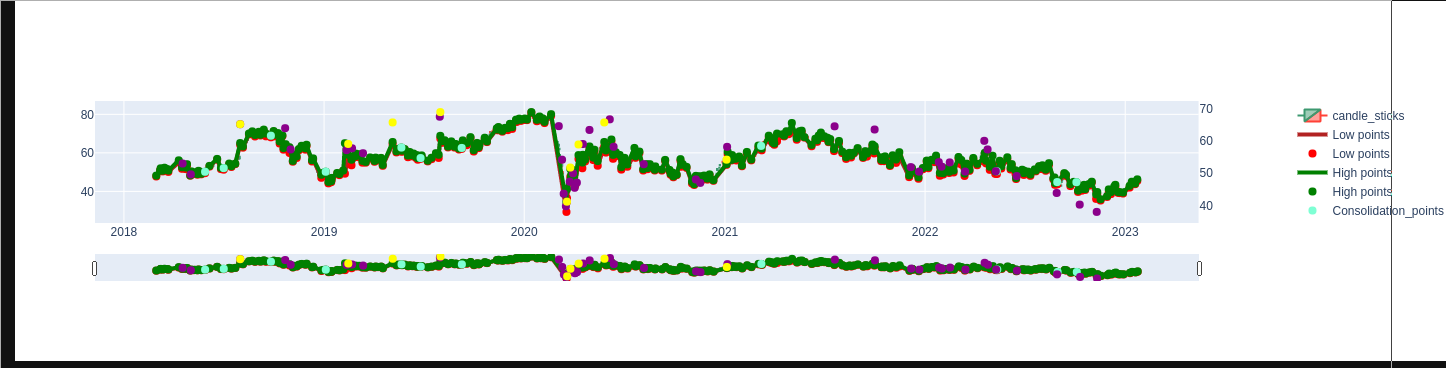 80
60
40
70
60
50
40
2018 2019 2020 2021 2022 2023
candle_sticks
Low points
Low points
High points
High points
Consolidation_points